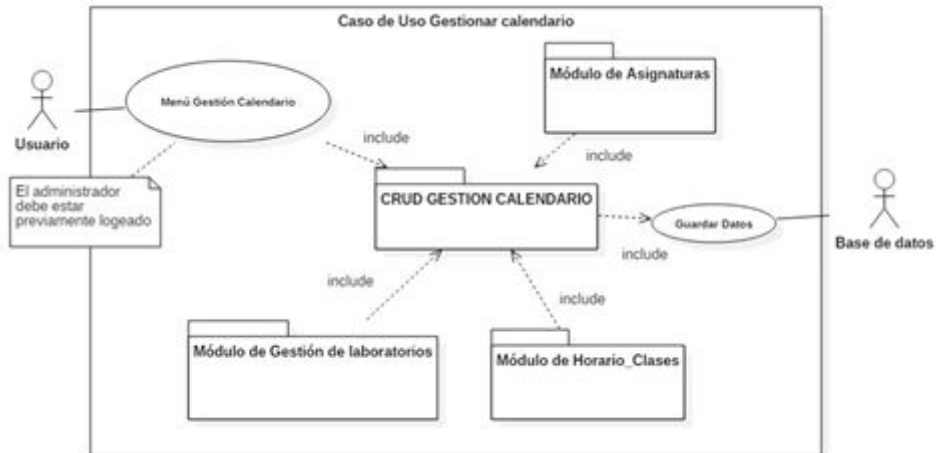 Caso de Uso Gestionar calendario
Módulo de Asignaturas
Menú Gestión Calendario
Usuario
include
include
El administrador
debe estar
previamente logeado
CRUD GESTION CALENDARIO
Guardar Datos
Base de datos
include
include
include
Módulo de Gestión de laboratorios
Módulo de Horario_Clases